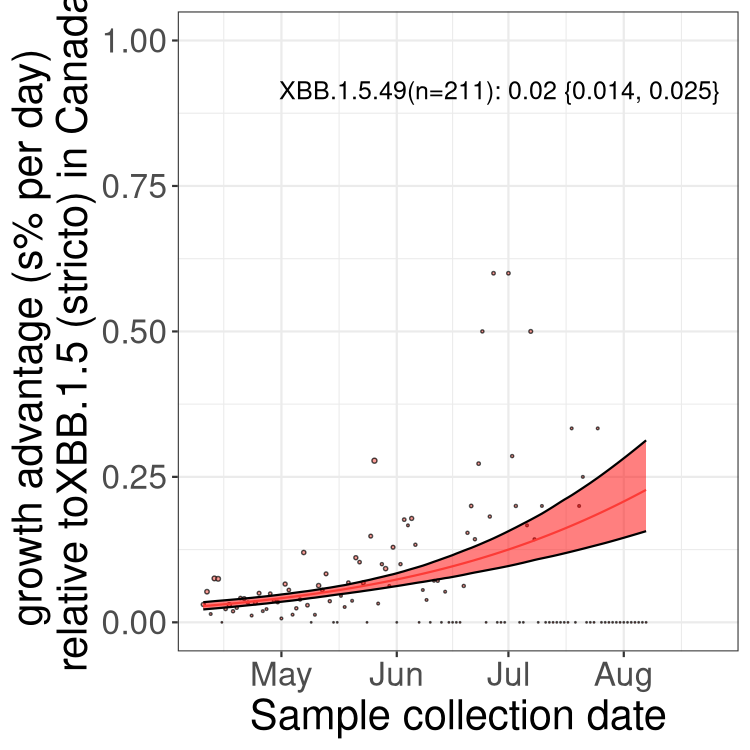 growth advantage (s% per day)
relative toXBB.1.5 (stricto) in Canada
1.00
0.75
0.50
0.25
0.00
XBB.1.5.49(n=211): 0.02 {0.014, 0.025}
May
Jun
Jul
Aug
Sample collection date